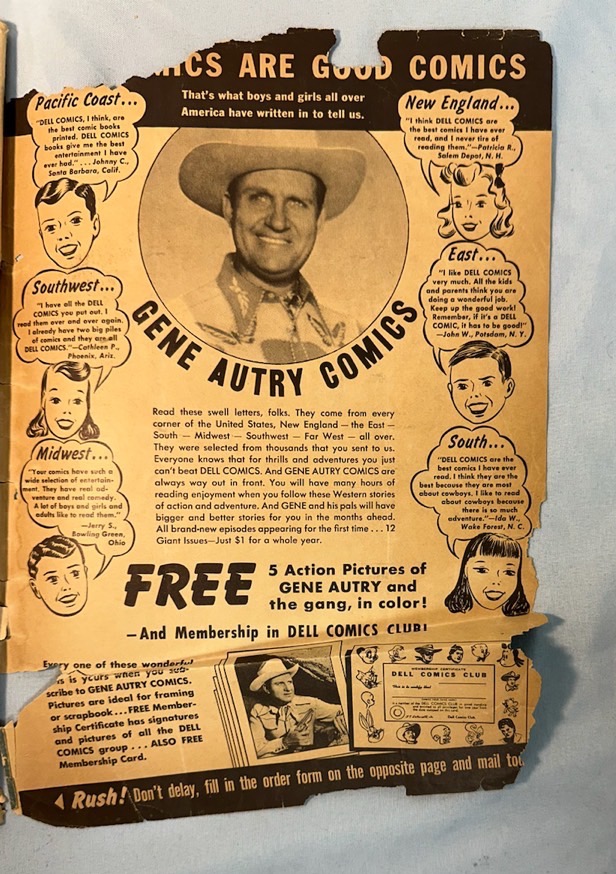 MICS ARE GOOD COMICS
That's what boys and girls all over
America have written in to tell us.
Pacific Coast...
"DELL COMICS, I think, are
the best comic books
printed. DELL COMICS
books give me the best
entertainment I have
ever had." . . . Johnny C.,
Santa Barbara, Calif.
New England...
"I think DELL COMICS are
the best comics I have ever
read, and I never tire of
reading them."—Patricia R.,
Salem Depot, N. H.
Southwest...
"I have all the DELL
COMICS you put out. I
read them over and over again.
I already have two big piles
of comics and they are all
DELL COMICS."—Cathleen P.,
Phoenix, Ariz.
East...
"I like DELL COMICS
very much. All the kids
and parents think you are
doing a wonderful job.
Keep up the good work!
Remember, if it's a DELL
COMIC, it has to be good!"
—John W., Potsdam, N. Y.
GENE AUTRY COMICS
Midwest...
"Your comics have such a
wide selection of entertain-
ment. They have real ad-
venture and real comedy.
A lot of boys and girls and
adults like to read them."
—Jerry S.,
Bowling Green,
Ohio
South...
"DELL COMICS are the
best comics I have ever
read. I think they are the
best because they are most
about cowboys. I like to read
about cowboys because
there is so much
adventure."—Ida W.,
Wake Forest, N. C.
Read these swell letters, folks. They come from every
corner of the United States, New England — the East —
South — Midwest — Southwest — Far West — all over.
They were selected from thousands that you sent to us.
Everyone knows that for thrills and adventures you just
can't beat DELL COMICS. And GENE AUTRY COMICS are
always way out in front. You will have many hours of
reading enjoyment when you follow these Western stories
of action and adventure. And GENE and his pals will have
bigger and better stories for you in the months ahead.
All brand-new episodes appearing for the first time . . . 12
Giant Issues—Just $1 for a whole year.
FREE
5 Action Pictures of
GENE AUTRY and
the gang, in color!
—And Membership in DELL COMICS CLUB!
Every one of these wonderful
is yours when you sub-
scribe to GENE AUTRY COMICS.
Pictures are ideal for framing
or scrapbook...FREE Member-
ship Certificate has signatures
and pictures of all the DELL
COMICS group . . . ALSO FREE
Membership Card.
MEMBERSHIP CERTIFICATE
DELL COMICS CLUB
Rush! Don't delay, fill in the order form on the opposite page and mail